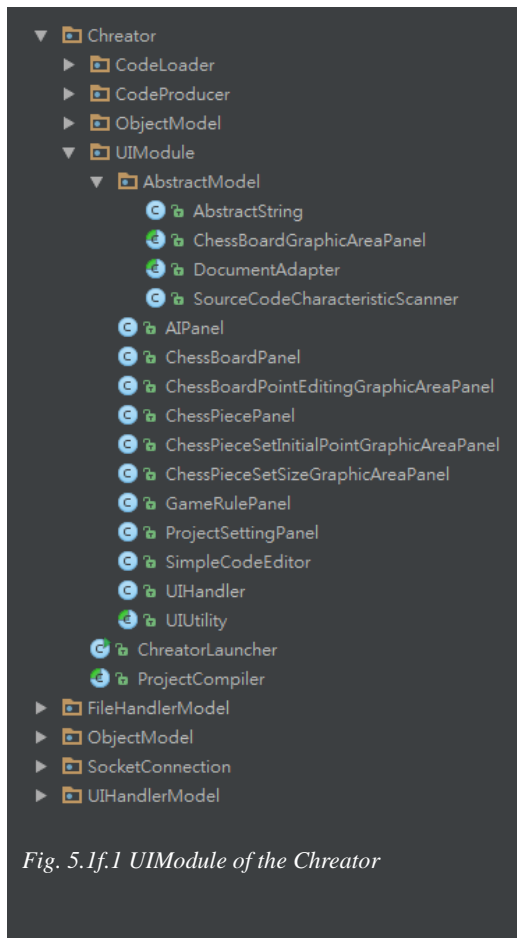 Chreator
CodeLoader
CodeProducer
ObjectModel
UIModule
AbstractModel
AbstractString
ChessBoardGraphicAreaPanel
DocumentAdapter
SourceCodeCharacteristicScanner
AIPanel
ChessBoardPanel
ChessBoardPointEditingGraphicAreaPanel
ChessPiecePanel
ChessPieceSetInitialPointGraphicAreaPanel
ChessPieceSetSizeGraphicAreaPanel
GameRulePanel
ProjectSettingPanel
SimpleCodeEditor
UIHandler
UIUtility
ChreatorLauncher
ProjectCompiler
FileHandlerModel
ObjectModel
SocketConnection
UIHandlerModel
Fig. 5.1f.1 UIModule of the Chreator